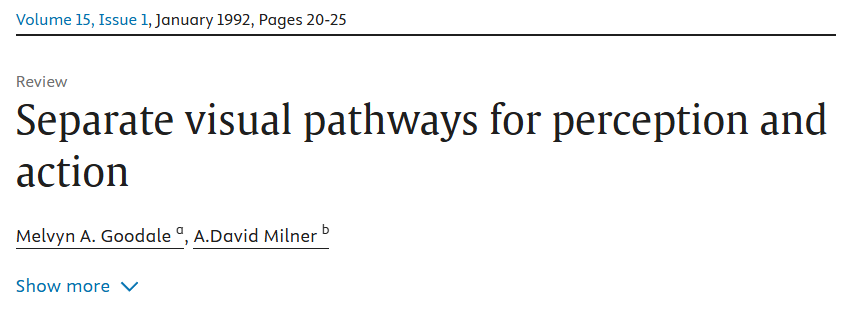 Volume 15, Issue 1, January 1992, Pages 20-25
Review
Separate visual pathways for perception and
action
Melvyn A. Goodale a, A.David Milner b
Show more